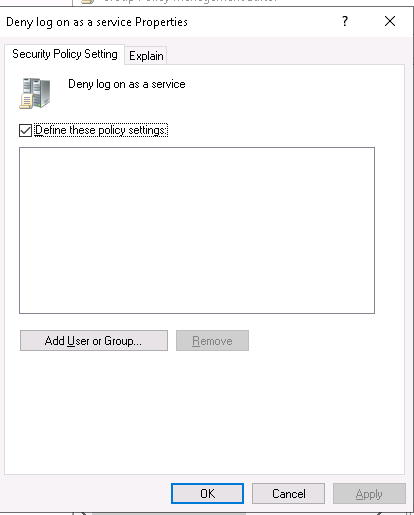 Deny log on as a service Properties
Security Policy Setting
Explain
Deny log on as a service
Define these policy settings:
Add User or Group...
Remove
OK
Cancel
Apply